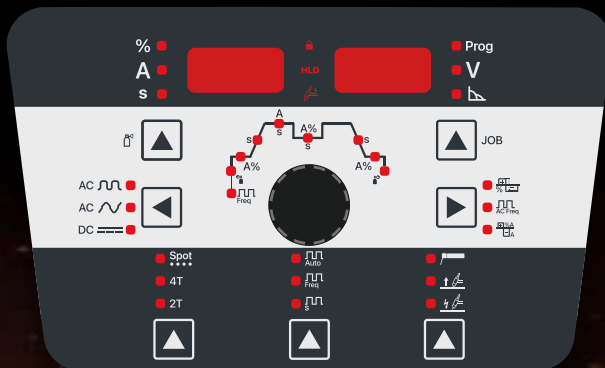 %
Prog
A
HLD
V
s
A
s
s
A%
s
s
A%
A%
Freq
JOB
AC
AC
DC
%
AC Freq
%A
A
Spot
4T
2T
Auto
Freq
s